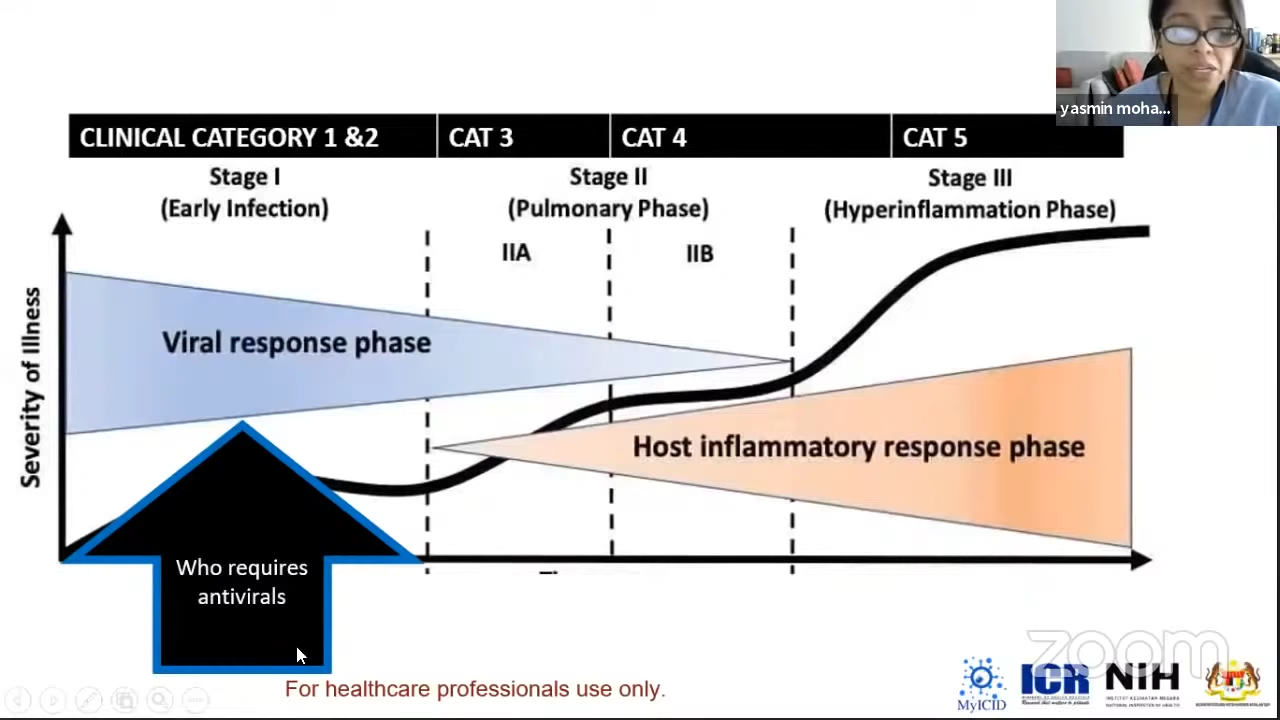 yasmin moha...
CLINICAL CATEGORY 1 &2
CAT 3
CAT 4
CAT 5
Stage I
(Early Infection)
Stage II
(Pulmonary Phase)
Stage III
(Hyperinflammation Phase)
IIA
IIB
Severity of Illness
Viral response phase
Host inflammatory response phase
Who requires
antivirals
For healthcare professionals use only.
zoom
MyICID
ICR
NIH